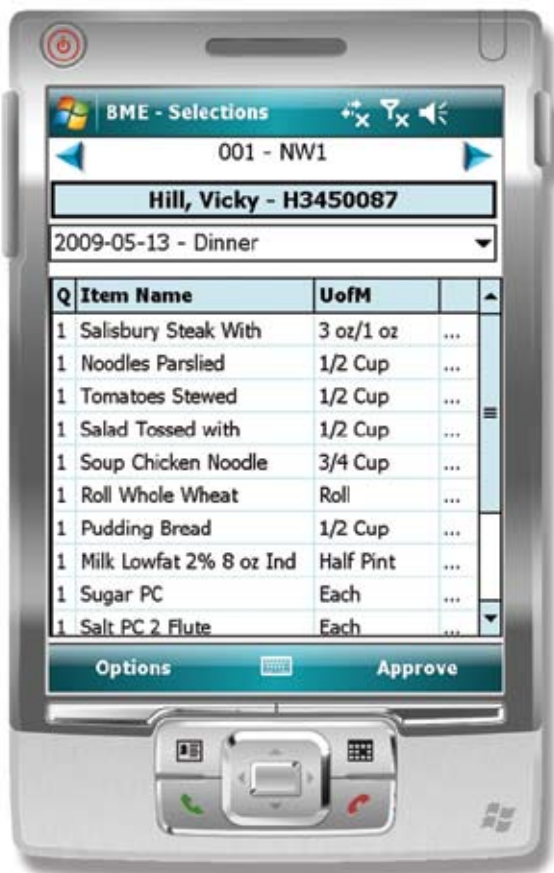 BME - Selections
001 - NW1
Hill, Vicky - H3450087
2009-05-13 - Dinner
Q Item Name UofM
1 Salisbury Steak With 3 oz/1 oz ...
1 Noodles Parslied 1/2 Cup ...
1 Tomatoes Stewed 1/2 Cup ...
1 Salad Tossed with 1/2 Cup ...
1 Soup Chicken Noodle 3/4 Cup ...
1 Roll Whole Wheat Roll ...
1 Pudding Bread 1/2 Cup ...
1 Milk Lowfat 2% 8 oz Ind Half Pint ...
1 Sugar PC Each ...
1 Salt PC 2 Flute Each ...
Options Approve